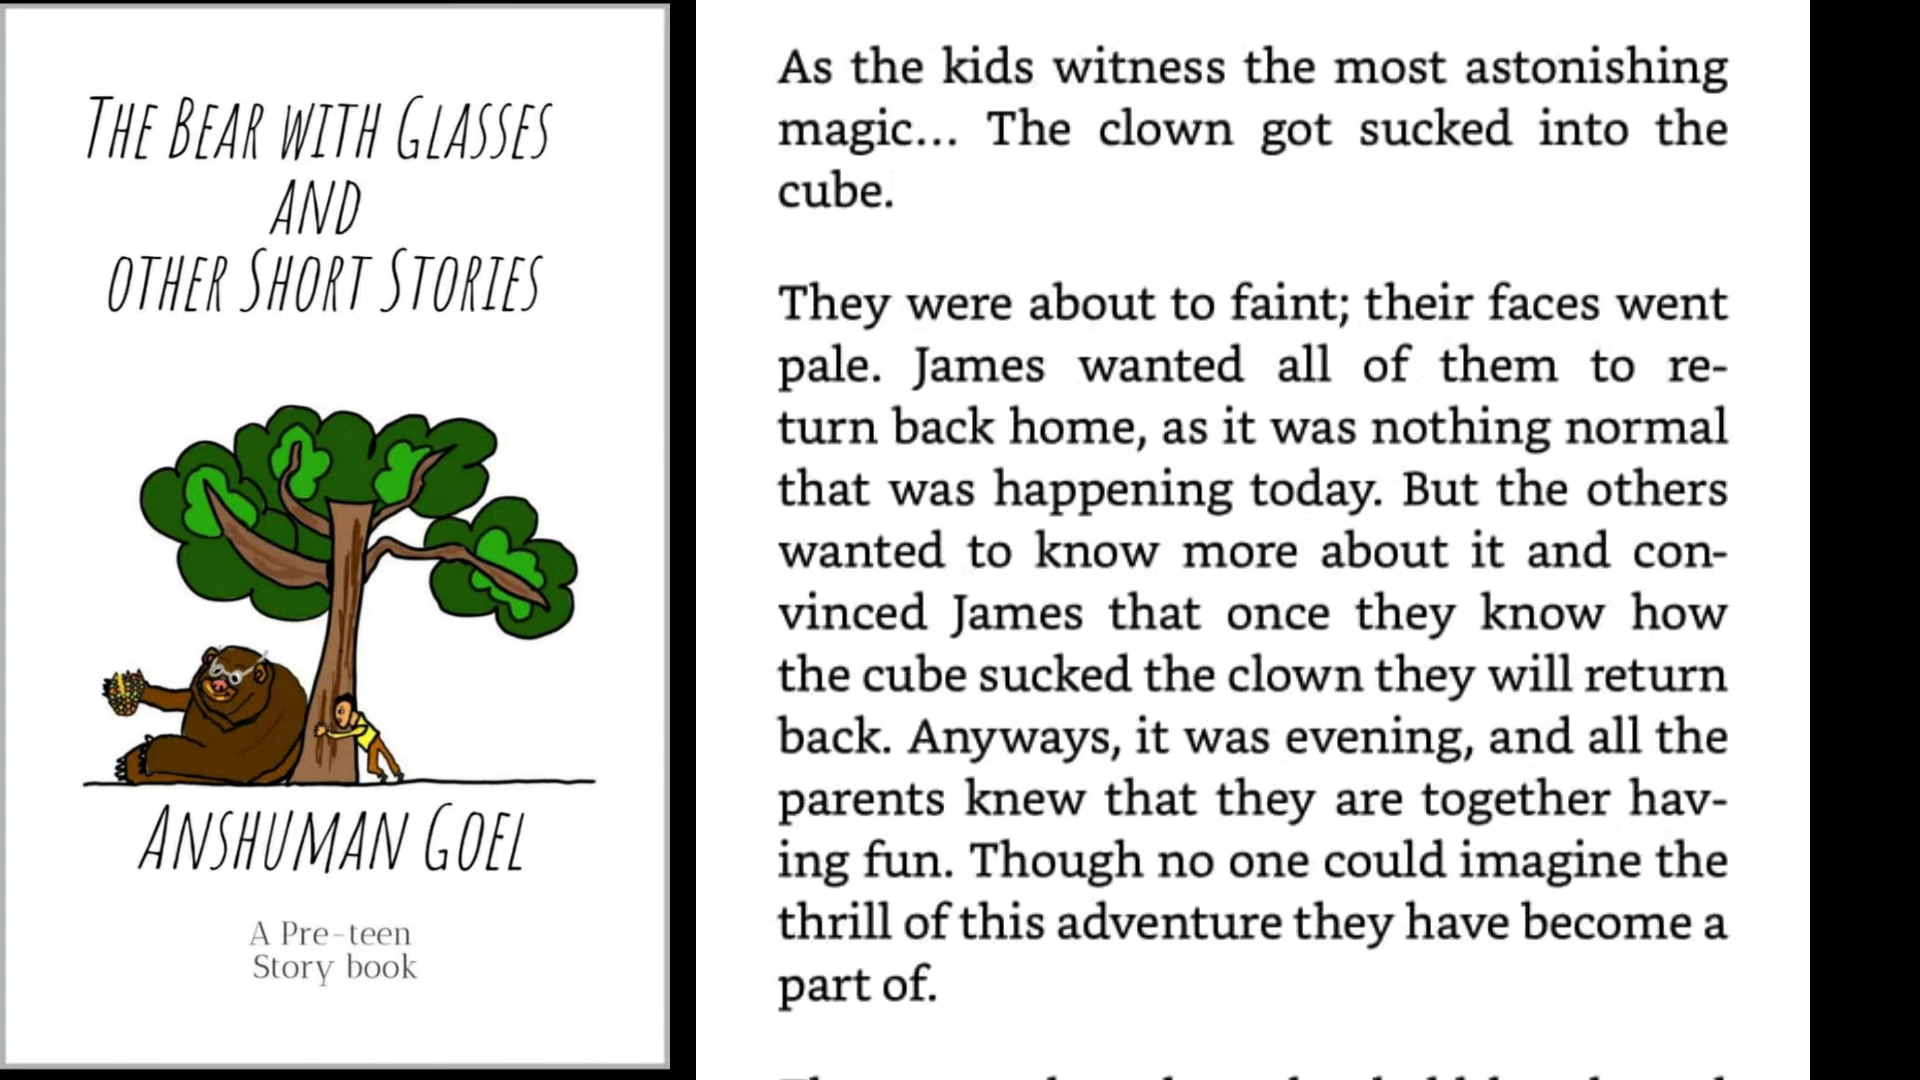 THE BEAR WITH GLASSES
AND
OTHER SHORT STORIES
ANSHUMAN GOEL
A Pre-teen
Story book
As the kids witness the most astonishing
magic... The clown got sucked into the
cube.
They were about to faint; their faces went
pale. James wanted all of them to re-
turn back home, as it was nothing normal
that was happening today. But the others
wanted to know more about it and con-
vinced James that once they know how
the cube sucked the clown they will return
back. Anyways, it was evening, and all the
parents knew that they are together hav-
ing fun. Though no one could imagine the
thrill of this adventure they have become a
part of.